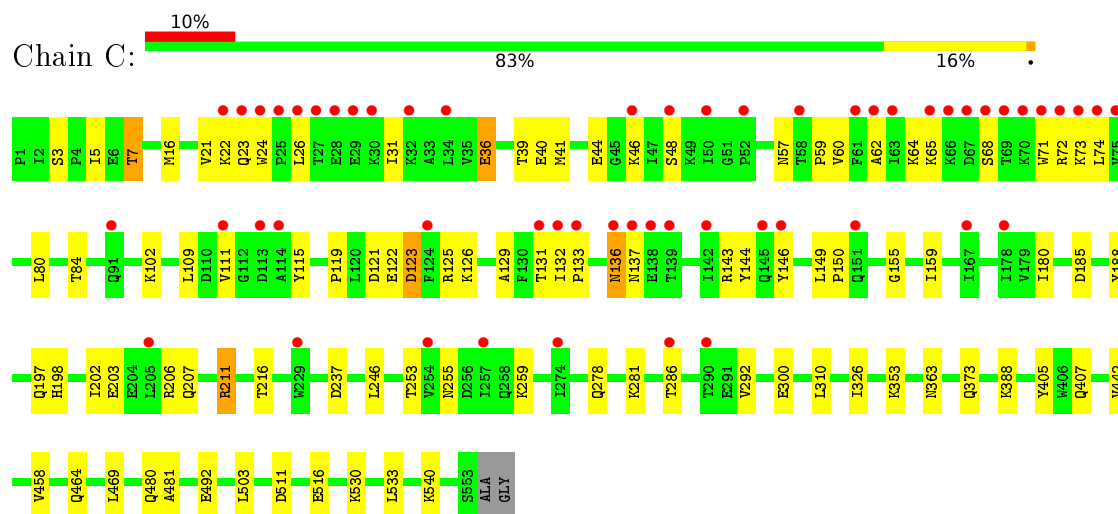 10%
Chain C:
83% 16% •
P1 I2 S3 P4 I5 E6 T7 M16 V21 K22 Q23 W24 P25 L26 T27 E28 E29 K30 I31 K32 A33 L34 V35 E36 T39 E40 M41 E44 G45 K46 I47 S48 K49 I50 G51 P52 N57 T58 P59 V60 F61 A62 I63 K64 K65 K66 D67 S68 T69 K70 W71 R72 K73 L74 V75
L80 T84 Q91 K102 L109 D110 V111 G112 D113 A114 Y115 P119 L120 D121 E122 D123 F124 R125 K126 A129 F130 T131 I132 P133 N136 N137 E138 T139 I142 R143 Y144 Q145 Y146 L149 P150 Q151 G155 I159 I167 I178 V179 I180 D185 Y188
Q197 H198 I202 E203 E204 L205 R206 Q207 R211 T216 W229 D237 L246 T253 V254 N255 D256 I257 Q258 K259 I274 Q278 K281 T286 T290 E291 V292 E300 L310 I326 K353 N363 Q373 K388 Y405 W406 Q407 V442
V458 Q464 L469 Q480 A481 E492 L503 D511 E516 K530 L533 K540 S553 ALA GLY